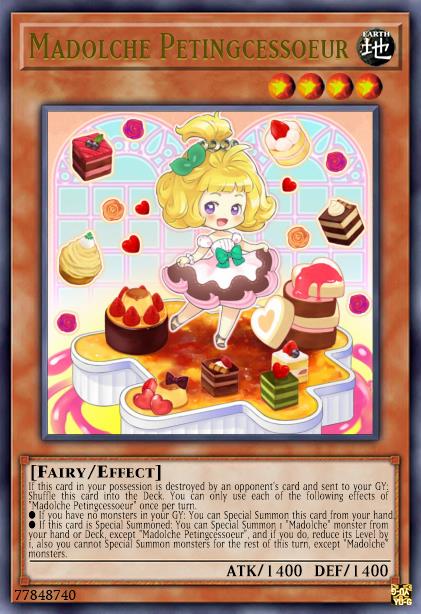 MADOLCHE PETINGCESSOEUR
EARTH
地
[FAIRY/EFFECT]
If this card in your possession is destroyed by an opponent's card and sent to your GY:
Shuffle this card into the Deck. You can only use each of the following effects of
"Madolche Petingcessoeur" once per turn.
● If you have no monsters in your GY: You can Special Summon this card from your hand.
● If this card is Special Summoned: You can Special Summon 1 "Madolche" monster from
your hand or Deck, except "Madolche Petingcessoeur", and if you do, reduce its Level by
1, also you cannot Special Summon monsters for the rest of this turn, except "Madolche"
monsters.
ATK/1400 DEF/1400
77848740